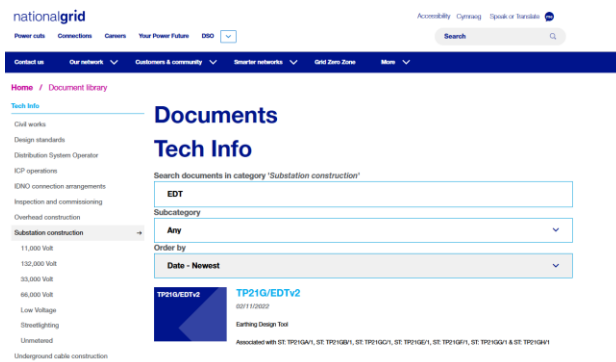 nationalgrid
Accessibility Cymraeg Speak or Translate
Power cuts Connections Careers Your Power Future DSO
Search
Contact us Our network Customers & community Smarter networks Grid Zero Zone More
Home / Document library
Tech Info
Civil works
Design standards
Distribution System Operator
ICP operations
IDNO connection arrangements
Inspection and commissioning
Overhead construction
Substation construction
11,000 Volt
132,000 Volt
33,000 Volt
66,000 Volt
Low Voltage
Streetlighting
Unmetered
Underground cable construction
Documents
Tech Info
Search documents in category 'Substation construction'
EDT
Subcategory
Any
Order by
Date - Newest
TP21G/EDTv2
TP21G/EDTv2
02/11/2022
Earthing Design Tool
Associated with ST: TP21GA/1, ST: TP21GB/1, ST: TP21GC/1, ST: TP21GE/1, ST: TP21GF/1, ST: TP21GG/1 & ST: TP21GH/1